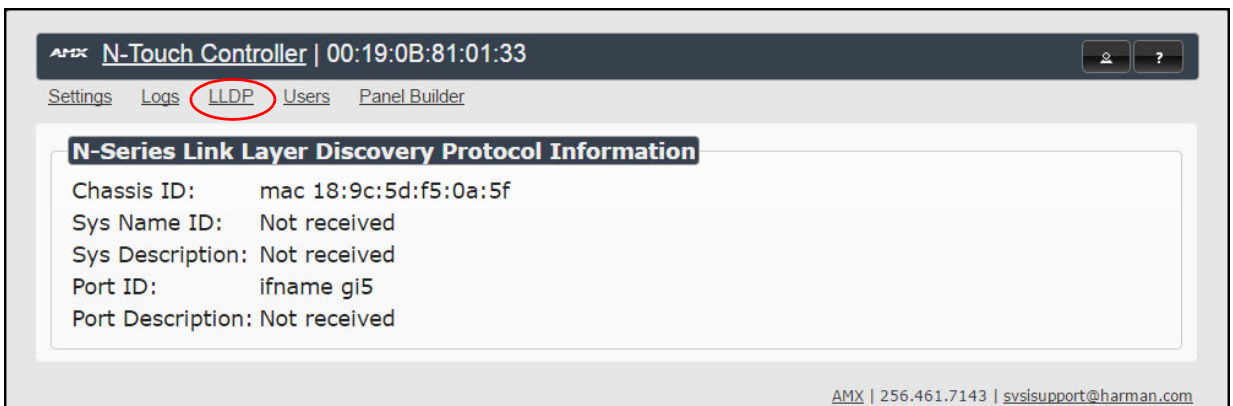 AMX N-Touch Controller | 00:19:0B:81:01:33 ?
Settings Logs LLDP Users Panel Builder
N-Series Link Layer Discovery Protocol Information
Chassis ID: mac 18:9c:5d:f5:0a:5f
Sys Name ID: Not received
Sys Description: Not received
Port ID: ifname gi5
Port Description: Not received
AMX | 256.461.7143 | svsisupport@harman.com